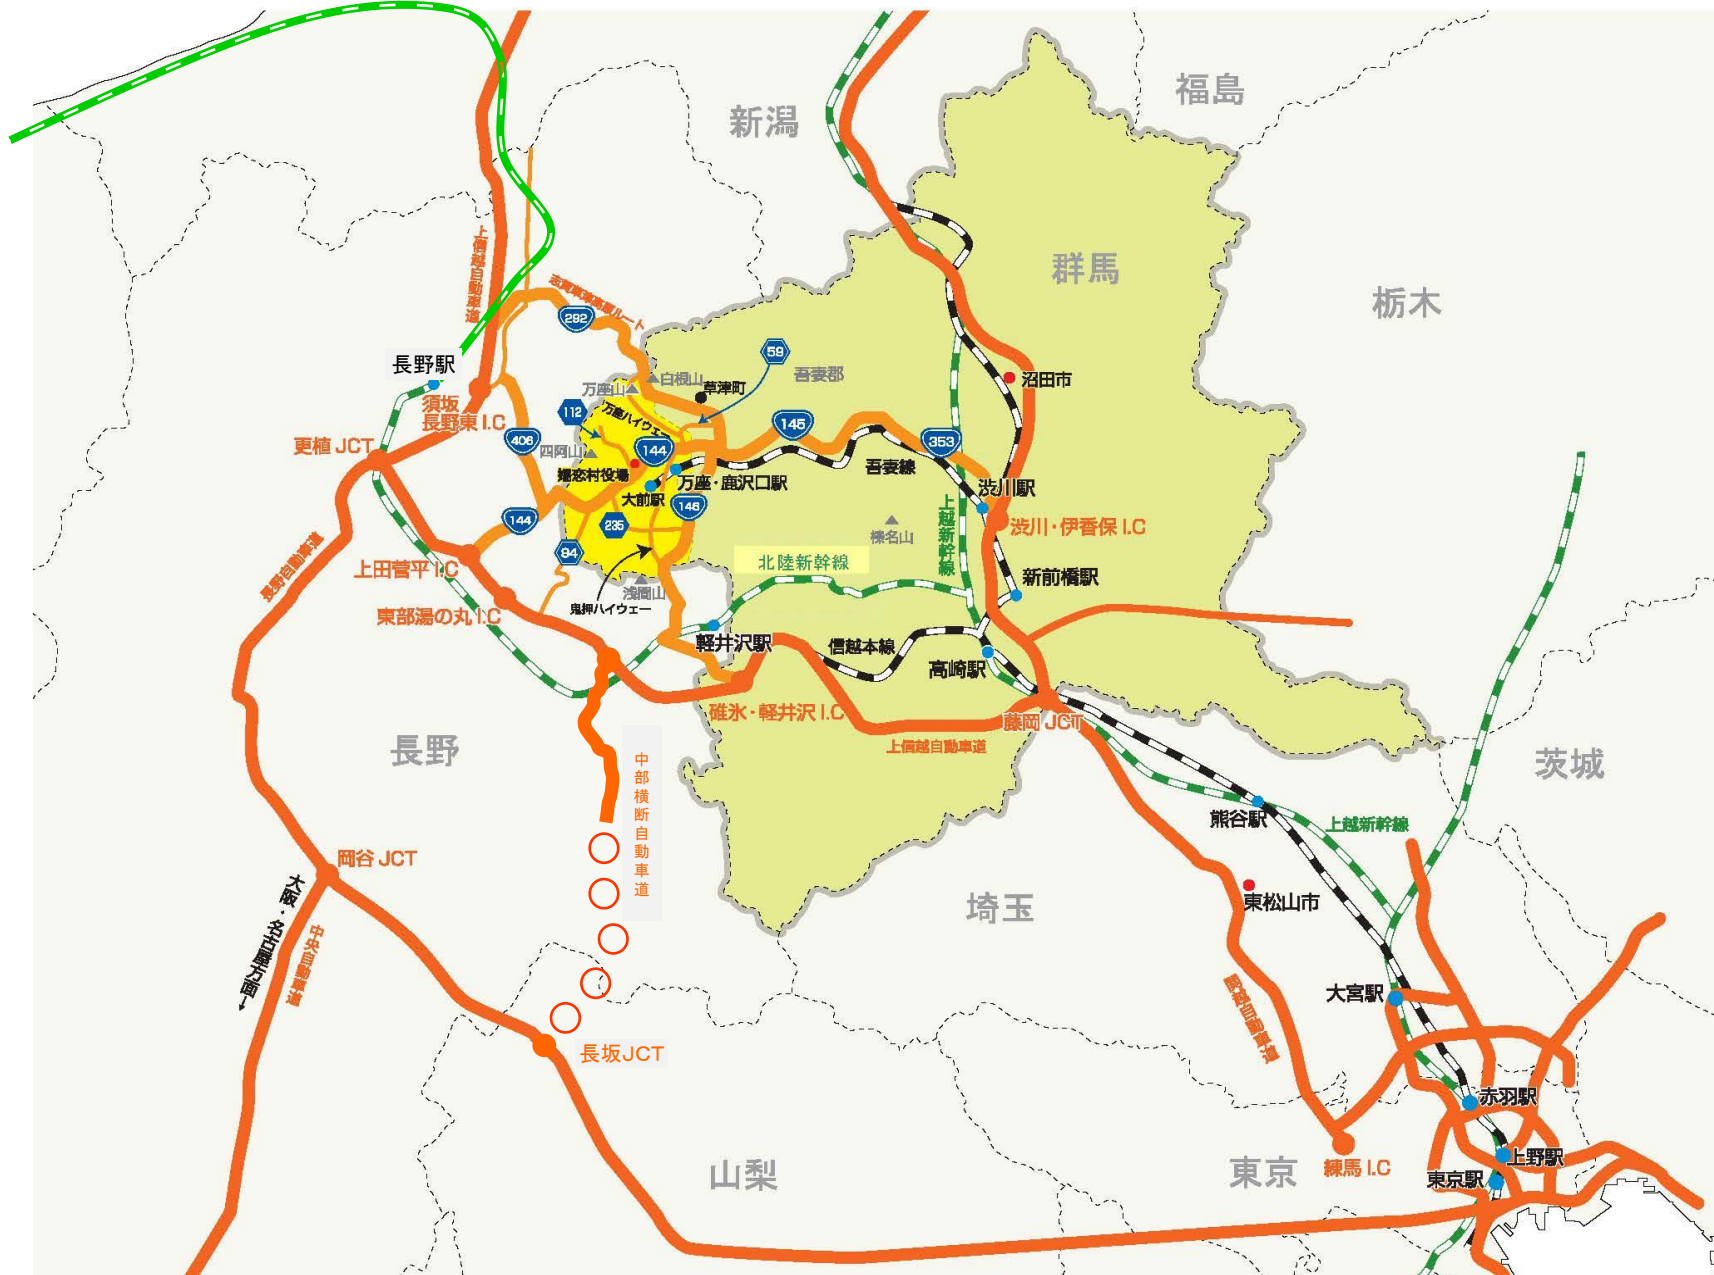 福島
新潟
群馬
栃木
上信越自動車道
志賀草津高原ルート
292
長野駅
59
吾妻郡
白根山
万座山
草津町
沼田市
須坂
長野東 I.C
112
万座ハイウェー
145
406
144
353
更植 JCT
四阿山
嬬恋村役場
万座・鹿沢口駅
吾妻線
大前駅
渋川駅
146
144
235
榛名山
上越新幹線
渋川・伊香保 I.C
長野自動車道
94
上田菅平 I.C
北陸新幹線
新前橋駅
浅間山
鬼押ハイウェー
東部湯の丸 I.C
軽井沢駅
信越本線
高崎駅
碓氷・軽井沢 I.C
藤岡 JCT
上信越自動車道
長野
中部横断自動車道
茨城
熊谷駅
上越新幹線
岡谷 JCT
大阪・名古屋方面→
中央自動車道
東松山市
埼玉
大宮駅
関越自動車道
長坂JCT
赤羽駅
上野駅
練馬 I.C
東京
東京駅
山梨